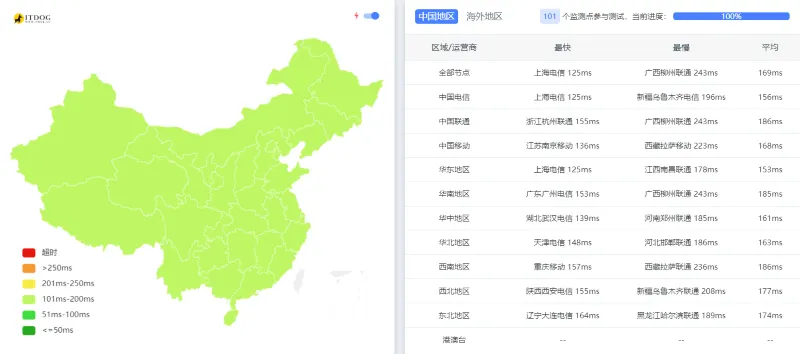 ITDOG
超时
>250ms
201ms-250ms
101ms-200ms
51ms-100ms
<=50ms
中国地区 海外地区 101 个监测点参与测试，当前进度： 100%
区域/运营商 最快 最慢 平均
全部节点 上海电信 125ms 广西柳州联通 243ms 169ms
中国电信 上海电信 125ms 新疆乌鲁木齐电信 196ms 156ms
中国联通 浙江杭州联通 155ms 广西柳州联通 243ms 186ms
中国移动 江苏南京移动 136ms 西藏拉萨移动 223ms 168ms
华东地区 上海电信 125ms 江西南昌联通 178ms 153ms
华南地区 广东广州电信 153ms 广西柳州联通 243ms 185ms
华中地区 湖北武汉电信 139ms 河南郑州联通 185ms 161ms
华北地区 天津电信 148ms 河北邯郸联通 186ms 163ms
西南地区 重庆移动 157ms 西藏拉萨联通 236ms 186ms
西北地区 陕西西安电信 155ms 新疆乌鲁木齐联通 208ms 177ms
东北地区 辽宁大连电信 164ms 黑龙江哈尔滨联通 189ms 174ms
港澳台 -- -- --